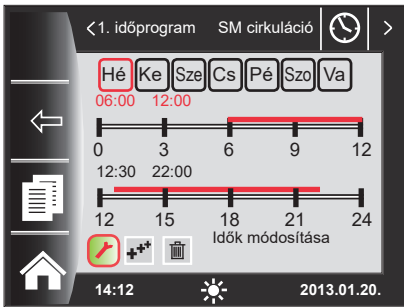 <1. időprogram SM cirkuláció >
Hé Ke Sze Cs Pé Szo Va
06:00 12:00
0 3 6 9 12
12:30 22:00
12 15 18 21 24
Idők módosítása
14:12 2013.01.20.